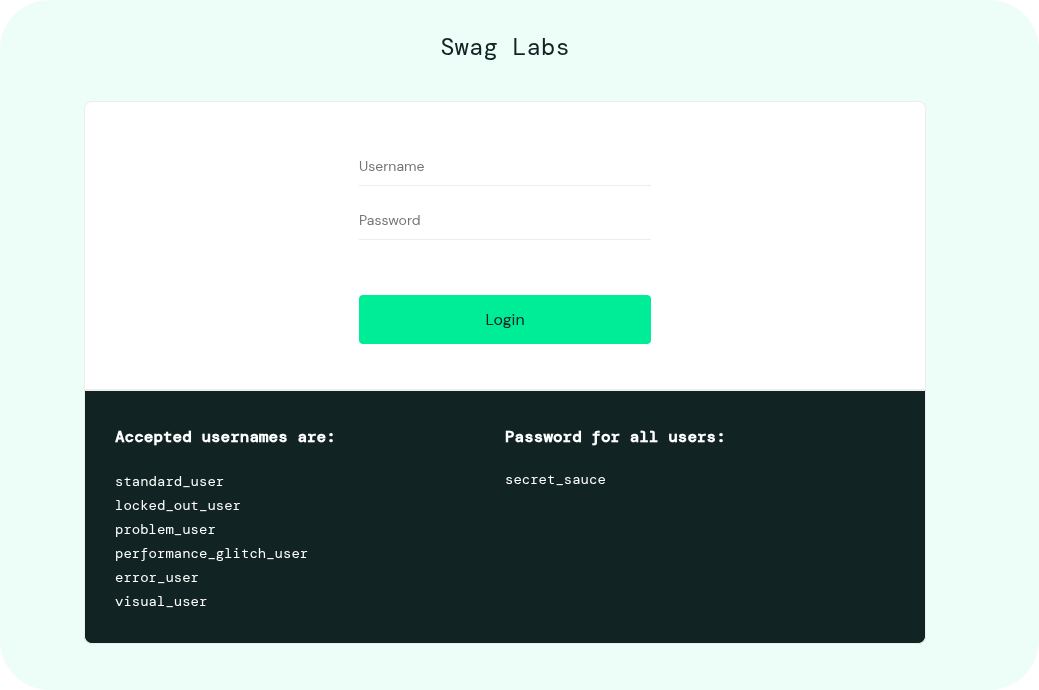 Swag Labs
Username
Password
Login
Accepted usernames are:
standard_user
locked_out_user
problem_user
performance_glitch_user
error_user
visual_user
Password for all users:
secret_sauce